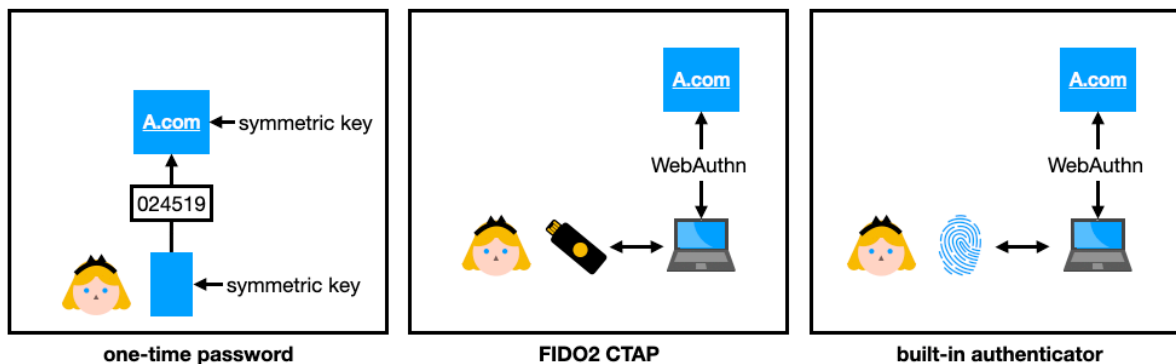 A.com
symmetric key
024519
symmetric key
one-time password
A.com
WebAuthn
FIDO2 CTAP
A.com
WebAuthn
built-in authenticator